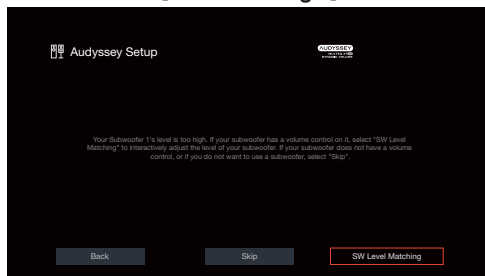 Audyssey Setup
AUDYSSEY
Your Subwoofer 1's level is too high. If your subwoofer has a volume control on it, select "SW Level
Matching" to interactively adjust the level of your subwoofer. If your subwoofer does not have a volume
control, or if you do not want to use a subwoofer, select "Skip".
Back
Skip
SW Level Matching